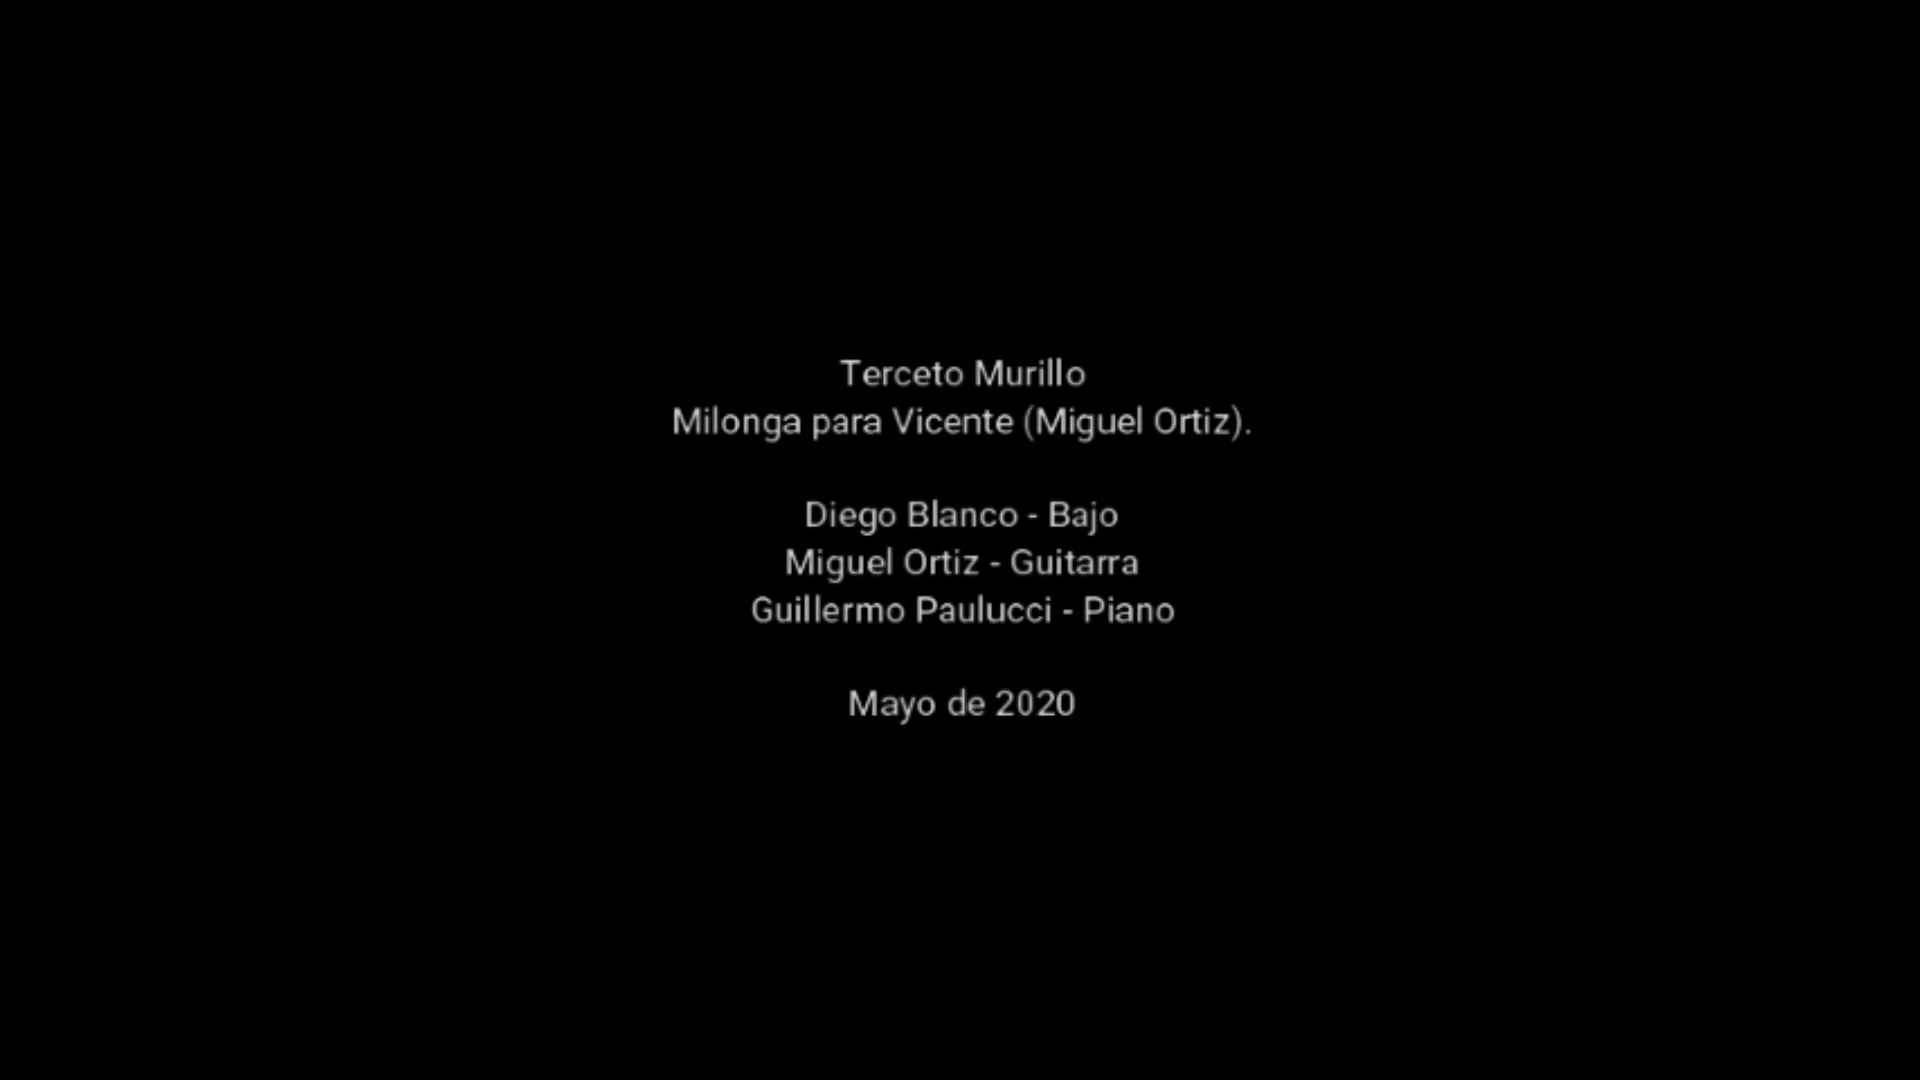 Terceto Murillo
Milonga para Vicente (Miguel Ortiz).
Diego Blanco - Bajo
Miguel Ortiz - Guitarra
Guillermo Paulucci - Piano
Mayo de 2020